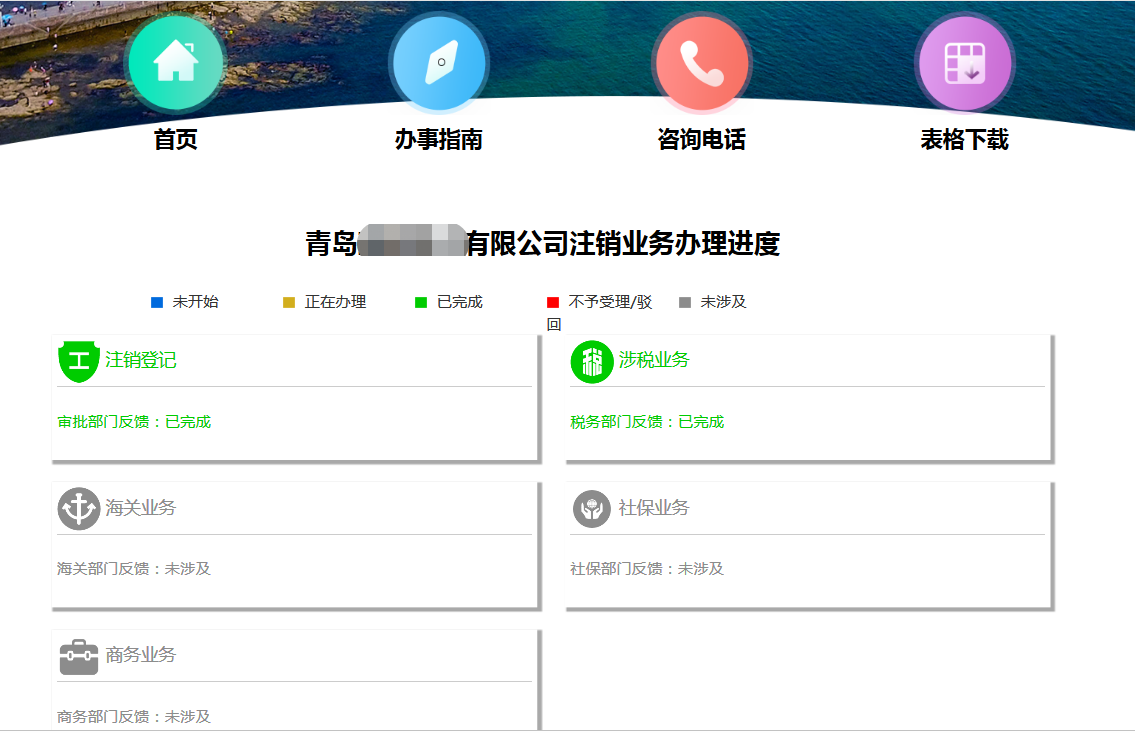 首页
办事指南
咨询电话
表格下载
青岛 有限公司注销业务办理进度
未开始
正在办理
已完成
不予受理/驳
回
未涉及
工
注销登记
税
涉税业务
审批部门反馈：已完成
税务部门反馈：已完成
海关业务
社保业务
海关部门反馈：未涉及
社保部门反馈：未涉及
商务业务
商务部门反馈：未涉及